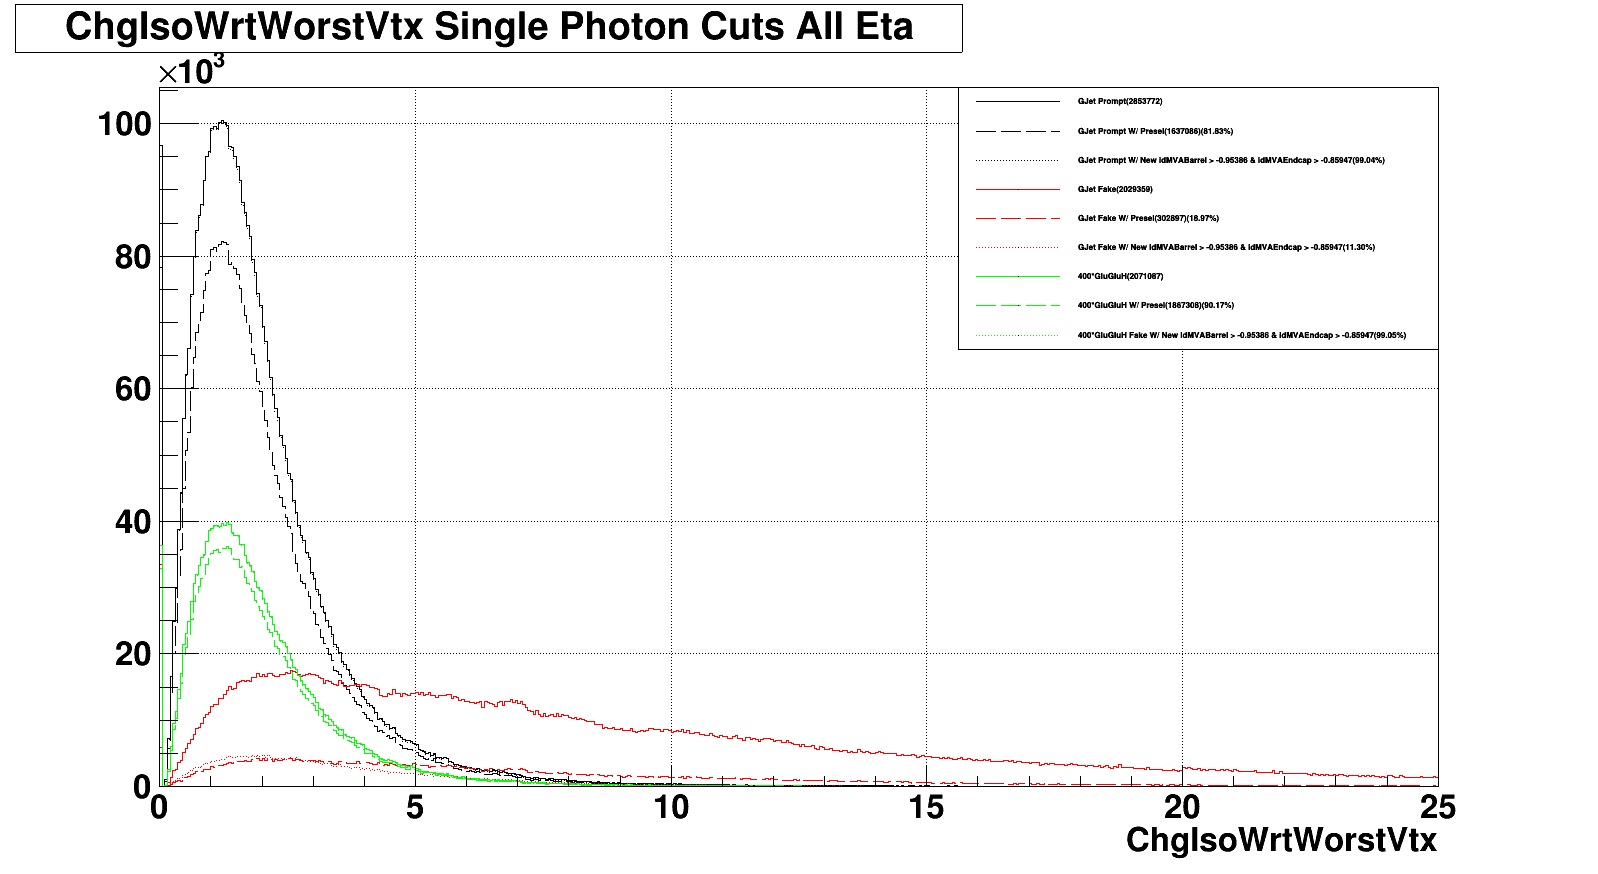 ChgIsoWrtWorstVtx Single Photon Cuts All Eta
×10³
GJet Prompt(2853772)
GJet Prompt W/ Presel(1637086)(81.83%)
GJet Prompt W/ New idMVABarrel > -0.95386 & idMVAEndcap > -0.85947(99.04%)
GJet Fake(2029359)
GJet Fake W/ Presel(302897)(18.97%)
GJet Fake W/ New idMVABarrel > -0.95386 & idMVAEndcap > -0.85947(11.30%)
400*GluGluH(2071087)
400*GluGluH W/ Presel(1867308)(90.17%)
400*GluGluH Fake W/ New idMVABarrel > -0.95386 & idMVAEndcap > -0.85947(99.05%)
100
80
60
40
20
0
0 5 10 15 20 25
ChgIsoWrtWorstVtx